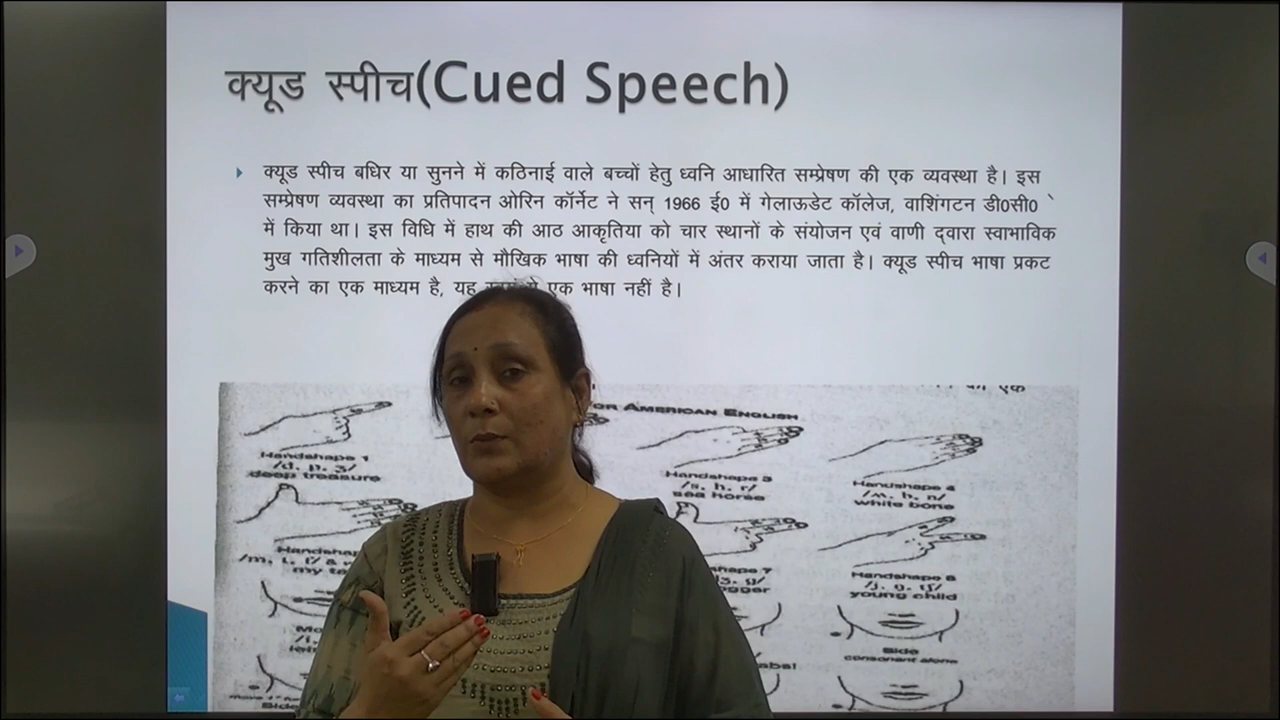 क्यूड स्पीच(Cued Speech)
क्यूड स्पीच बधिर या सुनने में कठिनाई वाले बच्चों हेतु ध्वनि आधारित सम्प्रेषण की एक व्यवस्था है। इस
सम्प्रेषण व्यवस्था का प्रतिपादन ओरिन कॉर्नेट ने सन् 1966 ई0 में गेलाऊडेट कॉलेज, वाशिंगटन डी0सी0 `
में किया था। इस विधि में हाथ की आठ आकृतिया को चार स्थानों के संयोजन एवं वाणी द्वारा स्वाभाविक
मुख गतिशीलता के माध्यम से मौखिक भाषा की ध्वनियों में अंतर कराया जाता है। क्यूड स्पीच भाषा प्रकट
करने का एक माध्यम है, यह एक भाषा नहीं है।
एक
FOR AMERICAN ENGLISH
Handshape 1
/d, p, ʒ/
deep treasure
Handshape 3
/s, h, r/
sea horse
Handshape 4
white bone
my
Handshape 8
young child
Side
consonant alone